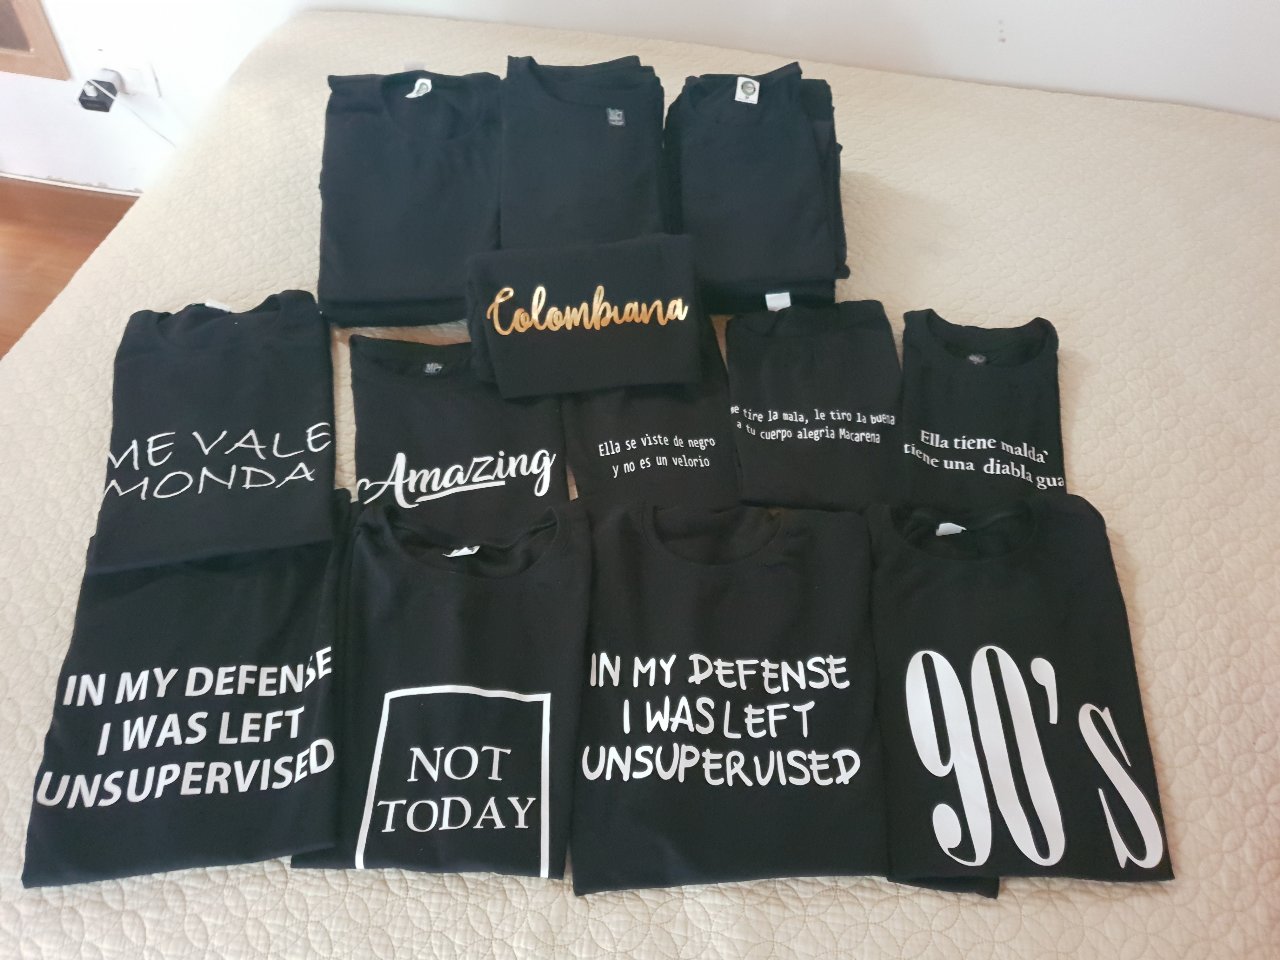 Colombiana
ME VALE
MONDA
Amazing
Ella se viste de negro
y no es un velorio
me tire la mala, le tiro la buena
a tu cuerpo alegria Macarena
Ella tiene malda'
tiene una diabla gua
IN MY DEFENSE
I WAS LEFT
UNSUPERVISED
NOT
TODAY
IN MY DEFENSE
I WAS LEFT
UNSUPERVISED
90's